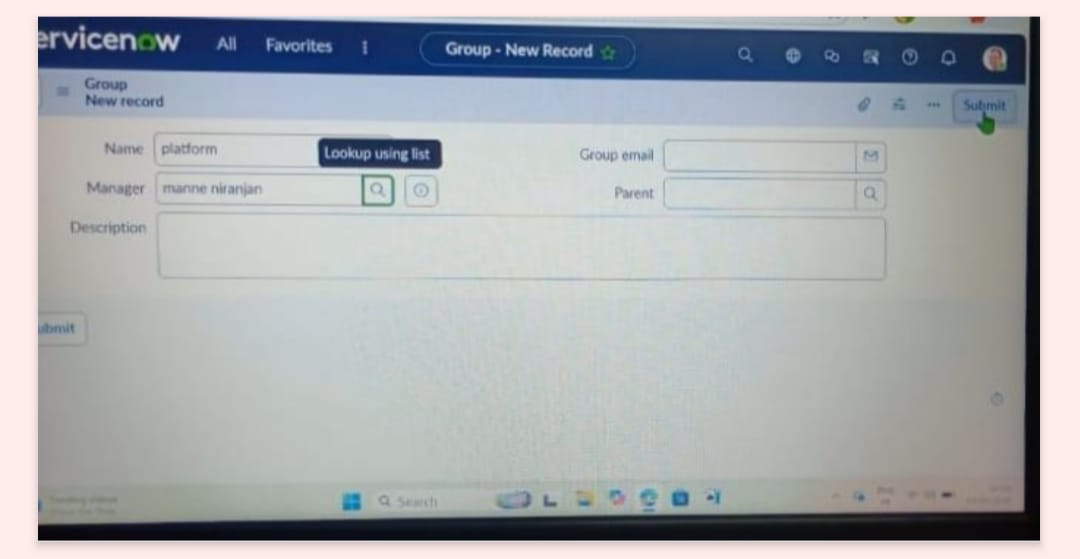 ervicenow All Favorites Group - New Record
Group
New record
Submit
Name platform
Lookup using list
Group email
Manager manne niranjan
Parent
Description
ubmit
Search